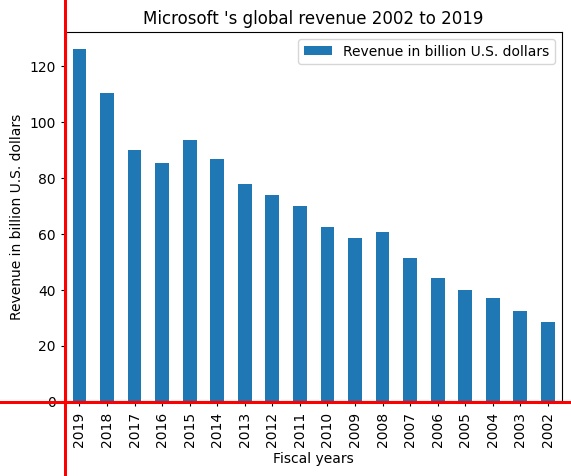 Microsoft 's global revenue 2002 to 2019
Revenue in billion U.S. dollars
Revenue in billion U.S. dollars
120
100
80
60
40
20
0
2019 2018 2017 2016 2015 2014 2013 2012 2011 2010 2009 2008 2007 2006 2005 2004 2003 2002
Fiscal years